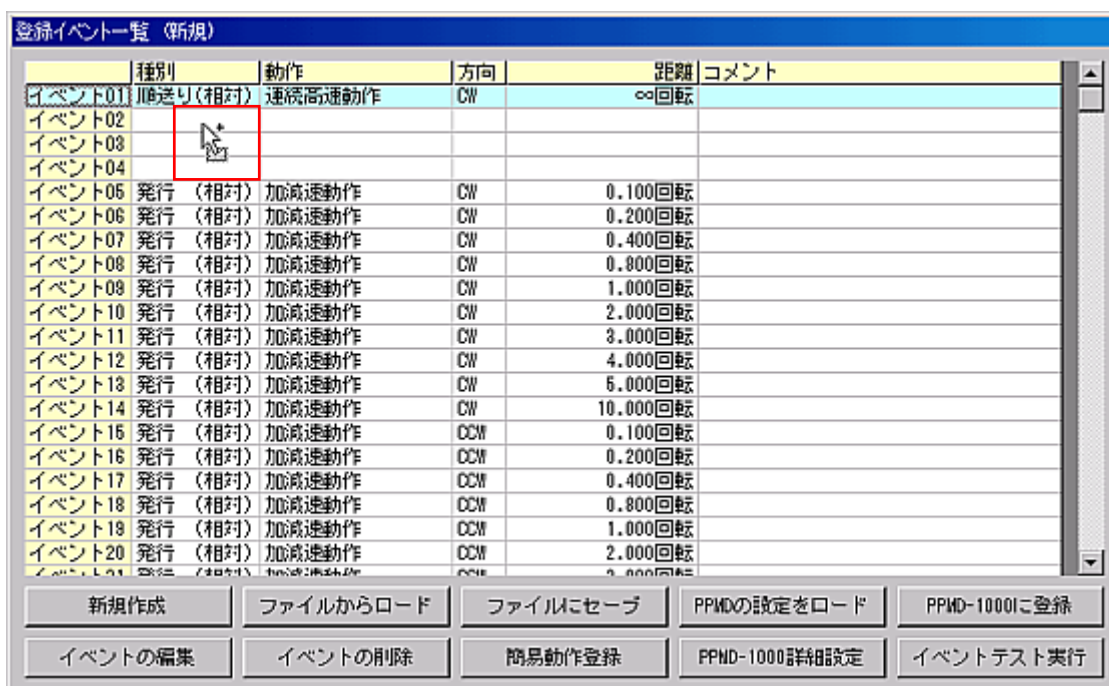 登録イベント一覧 (新規)
種別 動作 方向 距離 コメント
イベント01 順送り(相対) 連続高速動作 CW ∞回転
イベント02
イベント03
イベント04
イベント05 発行 (相対) 加減速動作 CW 0.100回転
イベント06 発行 (相対) 加減速動作 CW 0.200回転
イベント07 発行 (相対) 加減速動作 CW 0.400回転
イベント08 発行 (相対) 加減速動作 CW 0.800回転
イベント09 発行 (相対) 加減速動作 CW 1.000回転
イベント10 発行 (相対) 加減速動作 CW 2.000回転
イベント11 発行 (相対) 加減速動作 CW 3.000回転
イベント12 発行 (相対) 加減速動作 CW 4.000回転
イベント13 発行 (相対) 加減速動作 CW 5.000回転
イベント14 発行 (相対) 加減速動作 CW 10.000回転
イベント15 発行 (相対) 加減速動作 CCW 0.100回転
イベント16 発行 (相対) 加減速動作 CCW 0.200回転
イベント17 発行 (相対) 加減速動作 CCW 0.400回転
イベント18 発行 (相対) 加減速動作 CCW 0.800回転
イベント19 発行 (相対) 加減速動作 CCW 1.000回転
イベント20 発行 (相対) 加減速動作 CCW 2.000回転
新規作成 ファイルからロード ファイルにセーブ PPMDの設定をロード PPMD-1000に登録
イベントの編集 イベントの削除 簡易動作登録 PPMD-1000詳細設定 イベントテスト実行